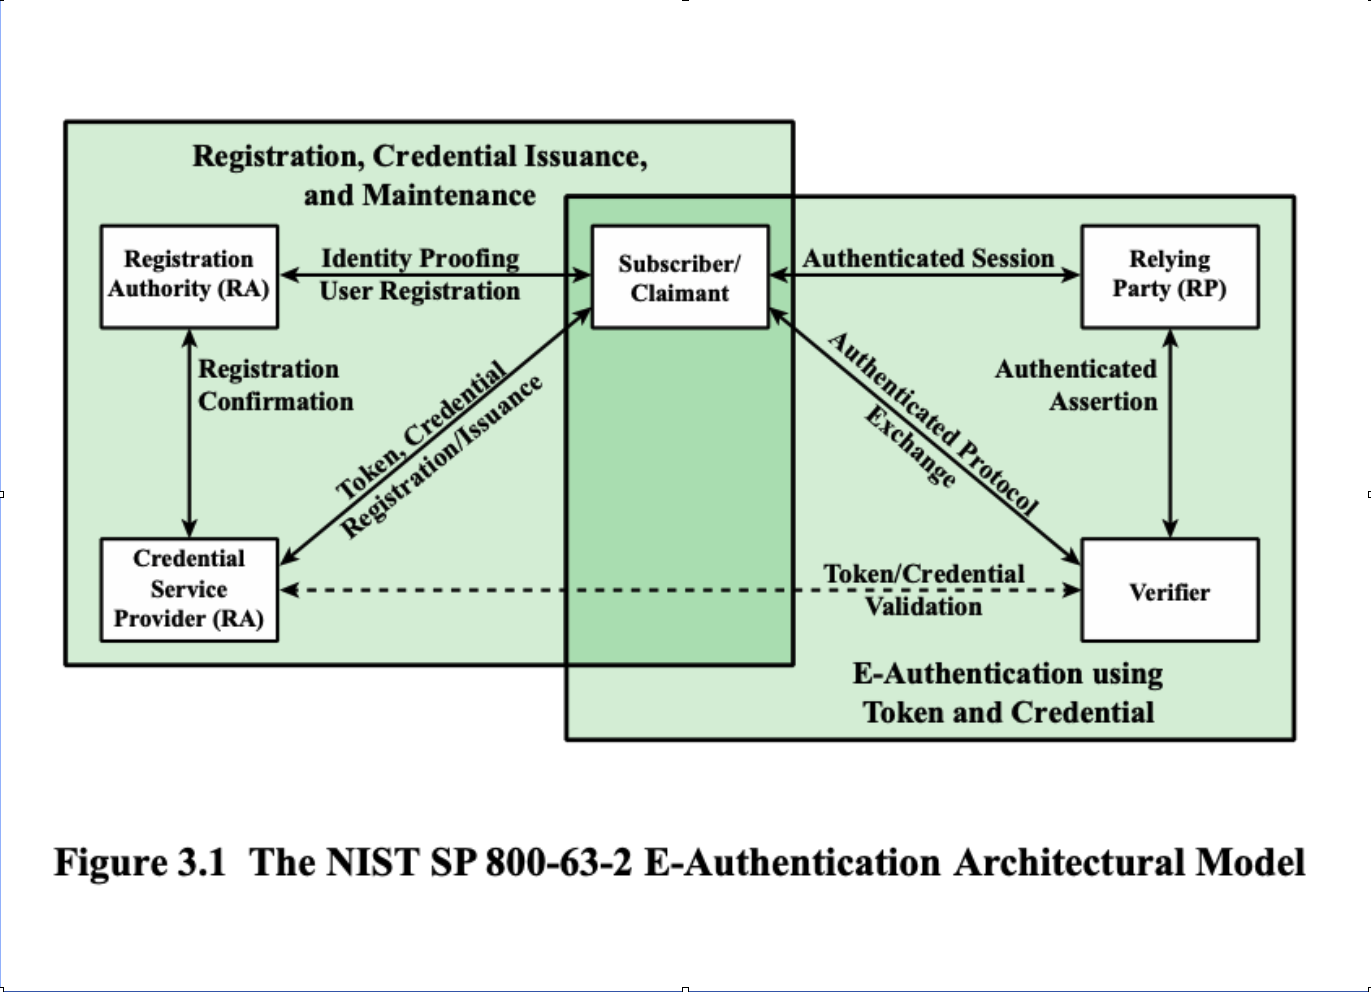 Registration, Credential Issuance,
and Maintenance
Registration
Authority (RA)
Identity Proofing
User Registration
Subscriber/
Claimant
Authenticated Session
Relying
Party (RP)
Registration
Confirmation
Token, Credential
Registration/Issuance
Authenticated Protocol
Exchange
Authenticated
Assertion
Credential
Service
Provider (RA)
Token/Credential
Validation
Verifier
E-Authentication using
Token and Credential
Figure 3.1 The NIST SP 800-63-2 E-Authentication Architectural Model